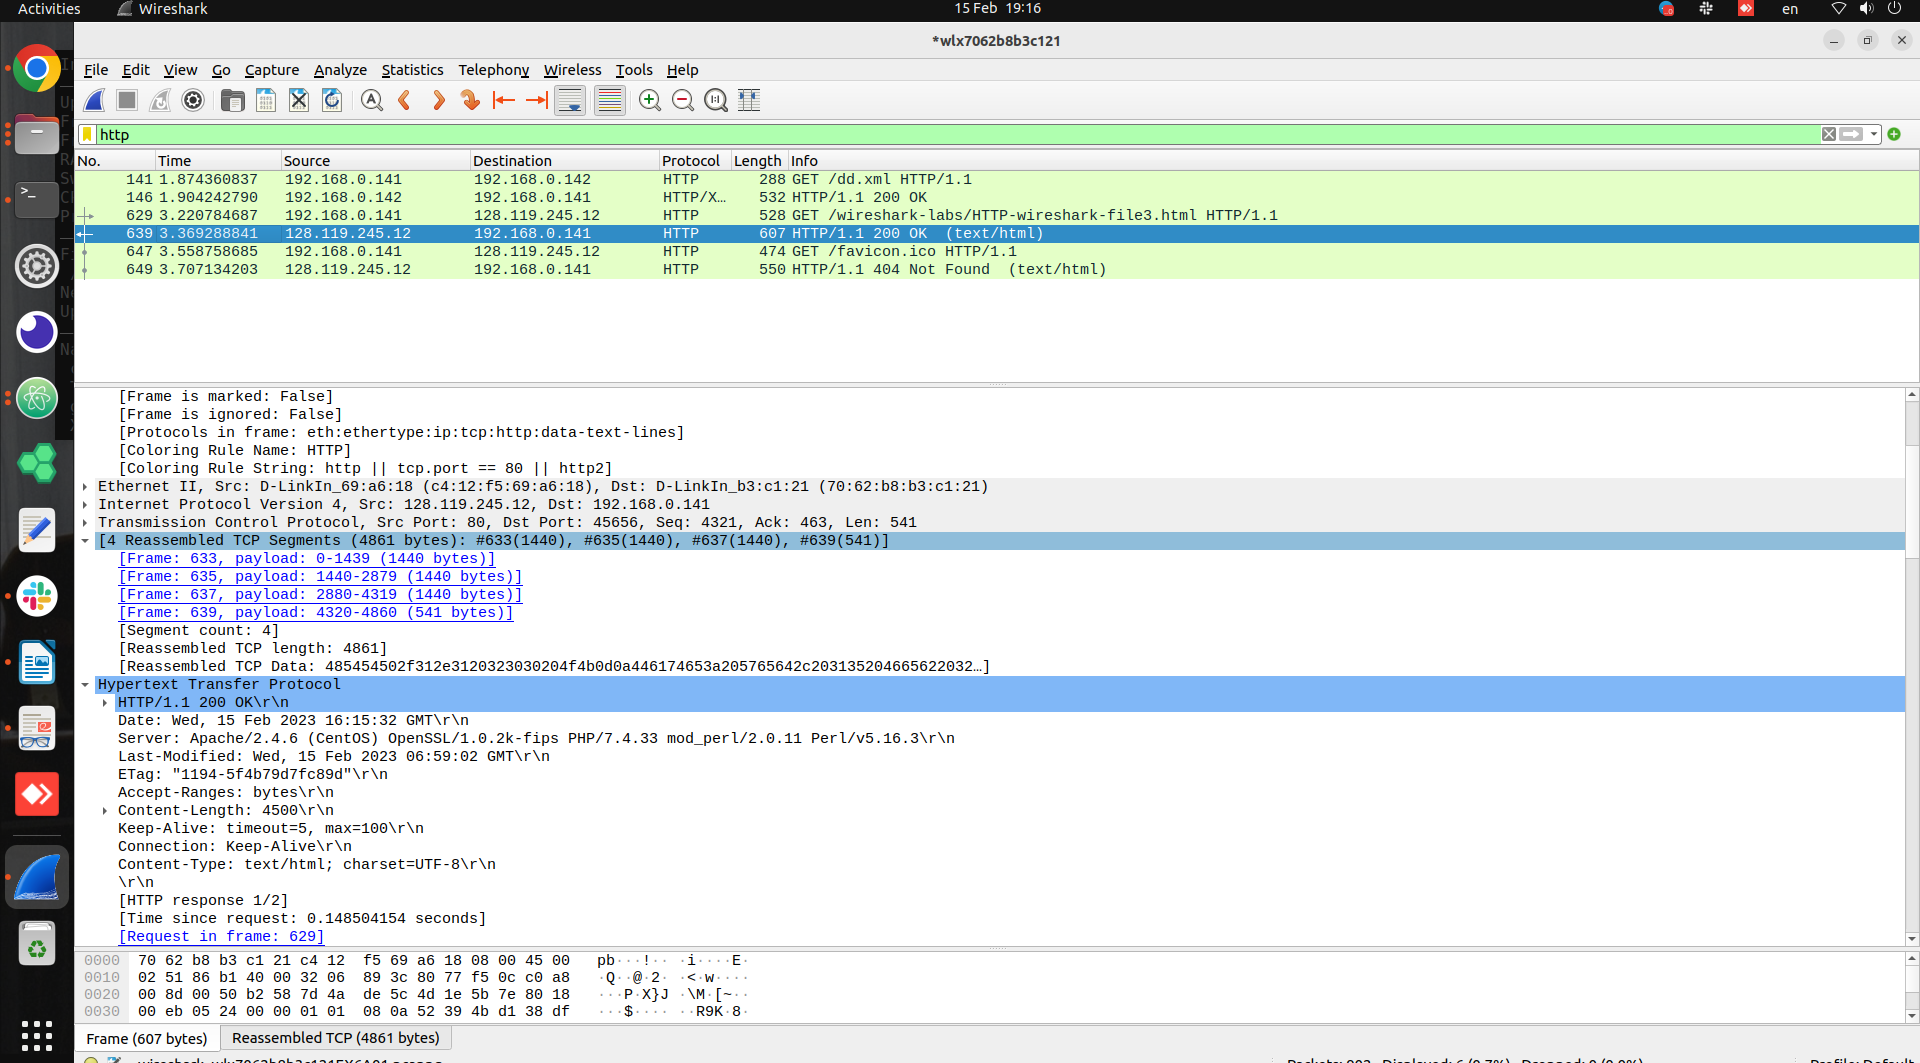 Activities Wireshark 15 Feb 19:16 en
*wlx7062b8b3c121
File Edit View Go Capture Analyze Statistics Telephony Wireless Tools Help
http
No. Time Source Destination Protocol Length Info
141 1.874360837 192.168.0.141 192.168.0.142 HTTP 288 GET /dd.xml HTTP/1.1
146 1.904242790 192.168.0.142 192.168.0.141 HTTP/X… 532 HTTP/1.1 200 OK
629 3.220784687 192.168.0.141 128.119.245.12 HTTP 528 GET /wireshark-labs/HTTP-wireshark-file3.html HTTP/1.1
639 3.369288841 128.119.245.12 192.168.0.141 HTTP 607 HTTP/1.1 200 OK (text/html)
647 3.558758685 192.168.0.141 128.119.245.12 HTTP 474 GET /favicon.ico HTTP/1.1
649 3.707134203 128.119.245.12 192.168.0.141 HTTP 550 HTTP/1.1 404 Not Found (text/html)
[Frame is marked: False]
[Frame is ignored: False]
[Protocols in frame: eth:ethertype:ip:tcp:http:data-text-lines]
[Coloring Rule Name: HTTP]
[Coloring Rule String: http || tcp.port == 80 || http2]
Ethernet II, Src: D-LinkIn_69:a6:18 (c4:12:f5:69:a6:18), Dst: D-LinkIn_b3:c1:21 (70:62:b8:b3:c1:21)
Internet Protocol Version 4, Src: 128.119.245.12, Dst: 192.168.0.141
Transmission Control Protocol, Src Port: 80, Dst Port: 45656, Seq: 4321, Ack: 463, Len: 541
[4 Reassembled TCP Segments (4861 bytes): #633(1440), #635(1440), #637(1440), #639(541)]
[Frame: 633, payload: 0-1439 (1440 bytes)]
[Frame: 635, payload: 1440-2879 (1440 bytes)]
[Frame: 637, payload: 2880-4319 (1440 bytes)]
[Frame: 639, payload: 4320-4860 (541 bytes)]
[Segment count: 4]
[Reassembled TCP length: 4861]
[Reassembled TCP Data: 485454502f312e3120323030204f4b0d0a446174653a205765642c203135204665622032…]
Hypertext Transfer Protocol
HTTP/1.1 200 OK\r\n
Date: Wed, 15 Feb 2023 16:15:32 GMT\r\n
Server: Apache/2.4.6 (CentOS) OpenSSL/1.0.2k-fips PHP/7.4.33 mod_perl/2.0.11 Perl/v5.16.3\r\n
Last-Modified: Wed, 15 Feb 2023 06:59:02 GMT\r\n
ETag: "1194-5f4b79d7fc89d"\r\n
Accept-Ranges: bytes\r\n
Content-Length: 4500\r\n
Keep-Alive: timeout=5, max=100\r\n
Connection: Keep-Alive\r\n
Content-Type: text/html; charset=UTF-8\r\n
\r\n
[HTTP response 1/2]
[Time since request: 0.148504154 seconds]
[Request in frame: 629]
0000 70 62 b8 b3 c1 21 c4 12 f5 69 a6 18 08 00 45 00 pb···!·· ·i····E·
0010 02 51 86 b1 40 00 32 06 89 3c 80 77 f5 0c c0 a8 ·Q··@·2· ·<·w····
0020 00 8d 00 50 b2 58 7d 4a de 5c 4d 1e 5b 7e 80 18 ···P·X}J ·\M·[~··
0030 00 eb 05 24 00 00 01 01 08 0a 52 39 4b d1 38 df ···$···· ··R9K·8·
Frame (607 bytes) Reassembled TCP (4861 bytes)